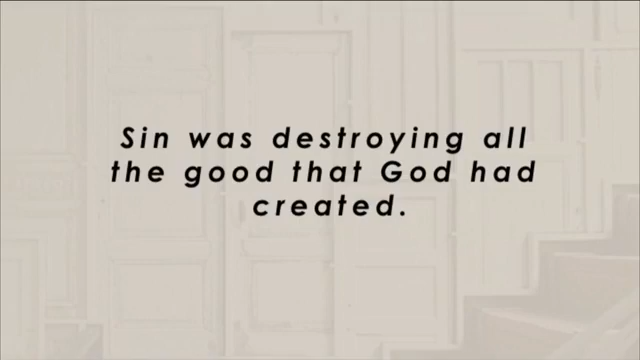 Sin was destroying all
the good that God had
created.